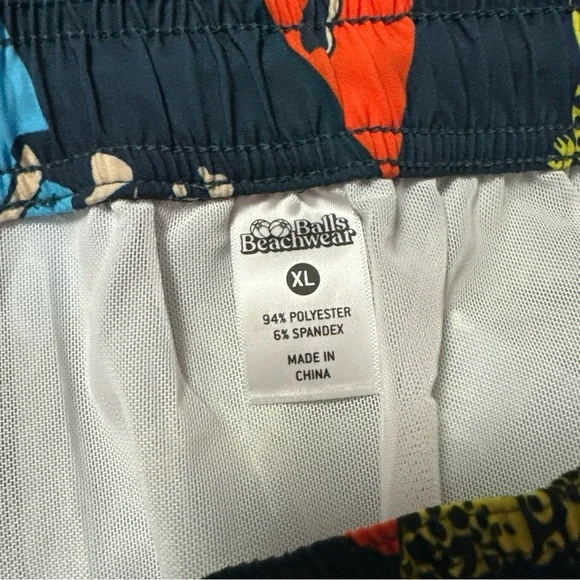 Balls
Beachwear
XL
94% POLYESTER
6% SPANDEX
MADE IN
CHINA